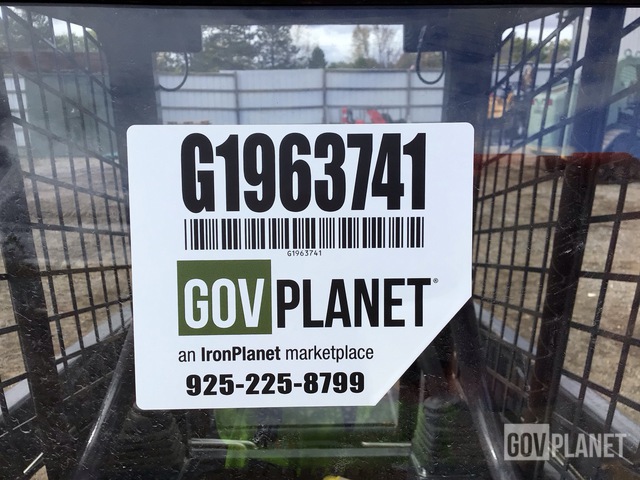 G1963741
G1963741
GOV PLANET®
an IronPlanet marketplace
925-225-8799
GOVPLANET